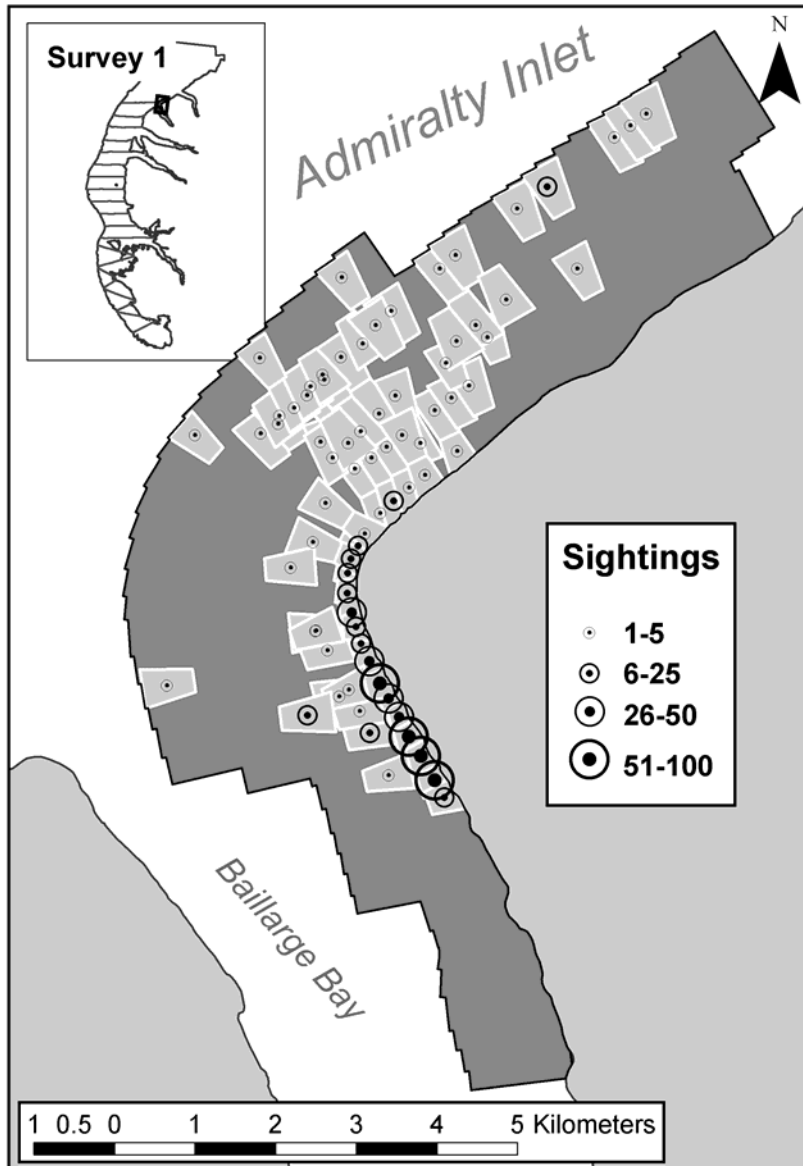 Survey 1
Admiralty Inlet
N
Sightings
1-5
6-25
26-50
51-100
Baillarge Bay
1 0.5 0 1 2 3 4 5 Kilometers